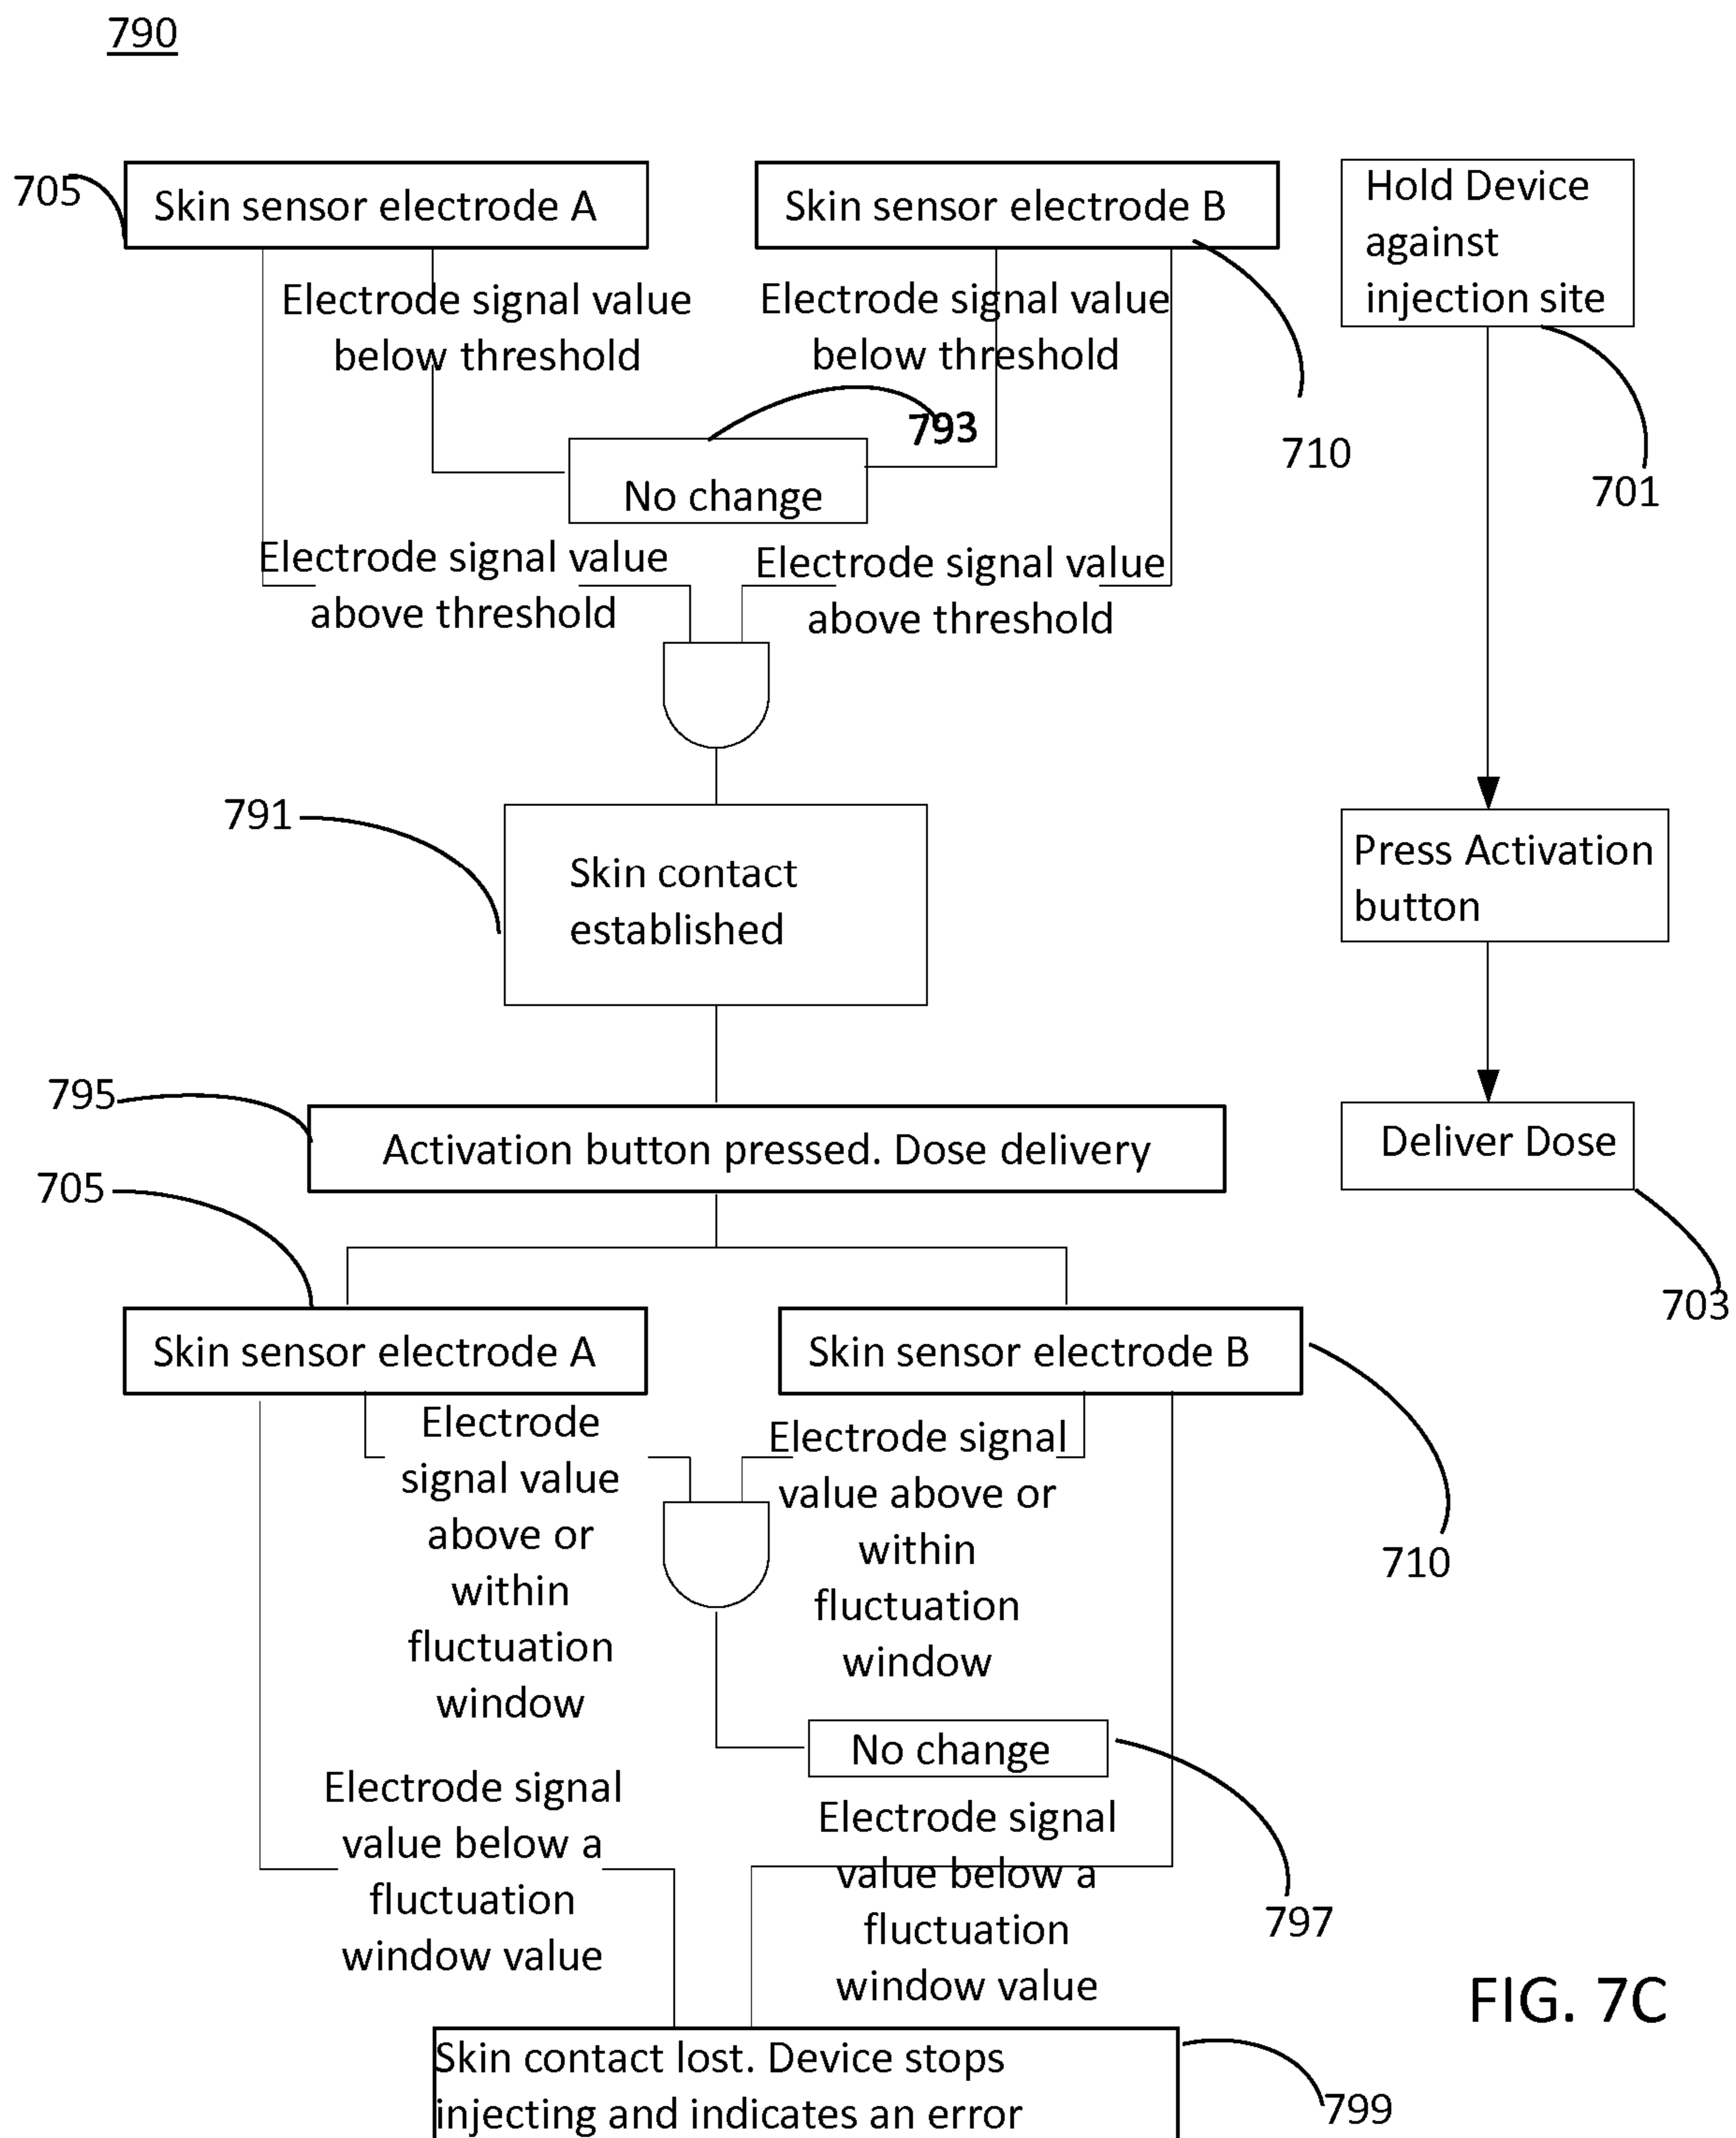 790
705
Skin sensor electrode A
Skin sensor electrode B
Hold Device
against
injection site
Electrode signal value
below threshold
Electrode signal value
below threshold
793
710
701
No change
Electrode signal value
above threshold
Electrode signal value
above threshold
791
Skin contact
established
Press Activation
button
795
Activation button pressed. Dose delivery
Deliver Dose
705
703
Skin sensor electrode A
Skin sensor electrode B
Electrode
signal value
above or
within
fluctuation
window
Electrode signal
value above or
within
fluctuation
window
710
No change
Electrode signal
value below a
fluctuation
window value
Electrode signal
value below a
fluctuation
window value
797
FIG. 7C
Skin contact lost. Device stops
injecting and indicates an error
799